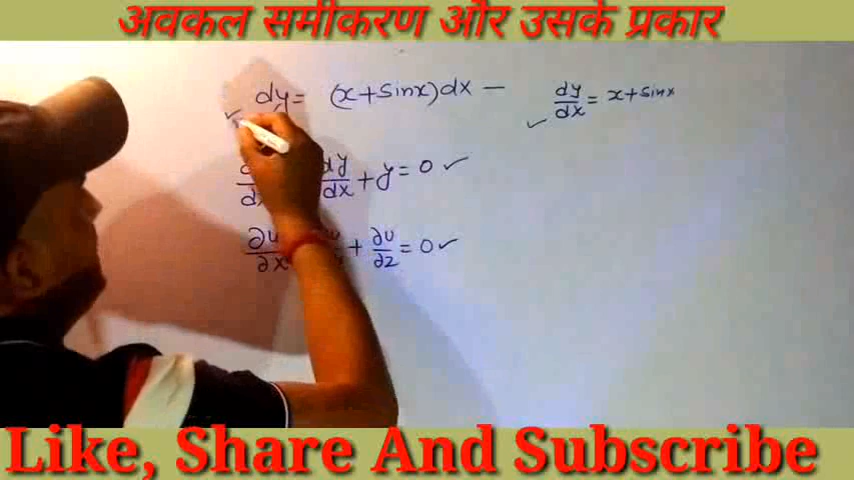 अवकल समीकरण और उसके प्रकार
dy = (x+sinx)dx —
dy/dx = x+sinx
dy/dx + y = 0
∂u/∂x + ∂u/∂z = 0
Like, Share And Subscribe